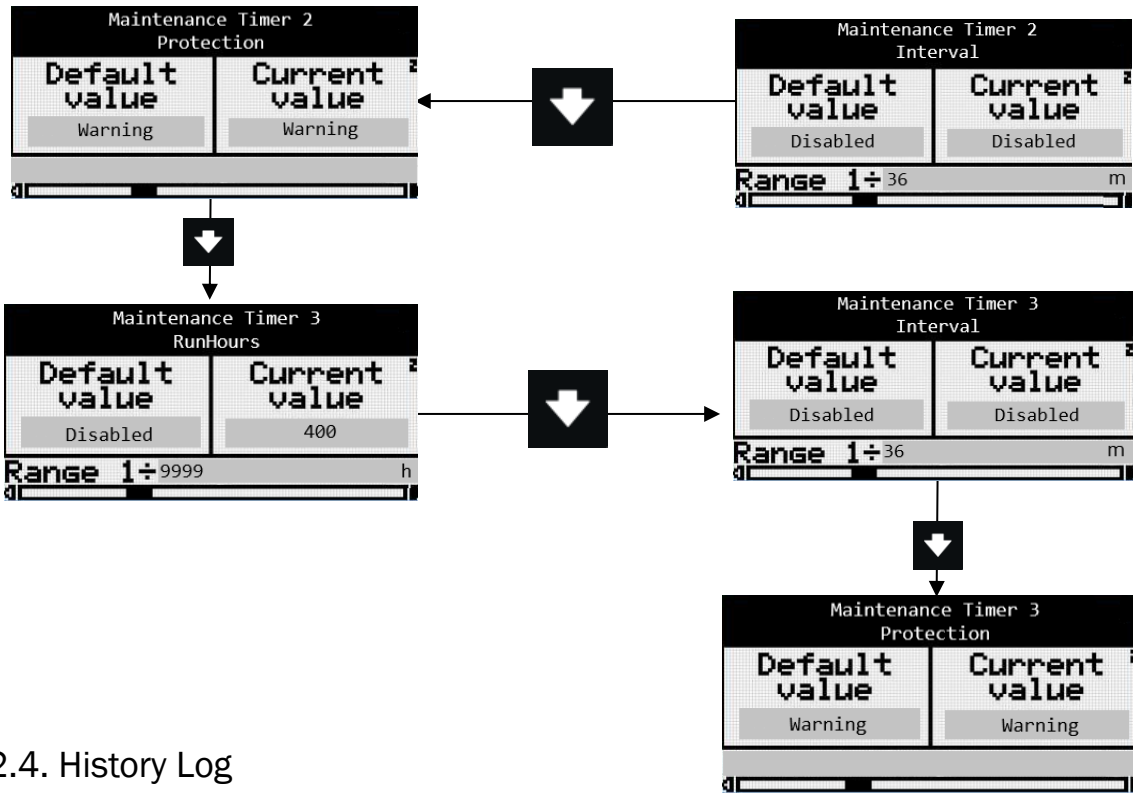 Maintenance Timer 2
Protection
Default value
Current value
Warning
Warning
Maintenance Timer 2
Interval
Default value
Current value
Disabled
Disabled
Range 1÷36 m
Maintenance Timer 3
RunHours
Default value
Current value
Disabled
400
Range 1÷9999 h
Maintenance Timer 3
Interval
Default value
Current value
Disabled
Disabled
Range 1÷36 m
Maintenance Timer 3
Protection
Default value
Current value
Warning
Warning
2.4. History Log